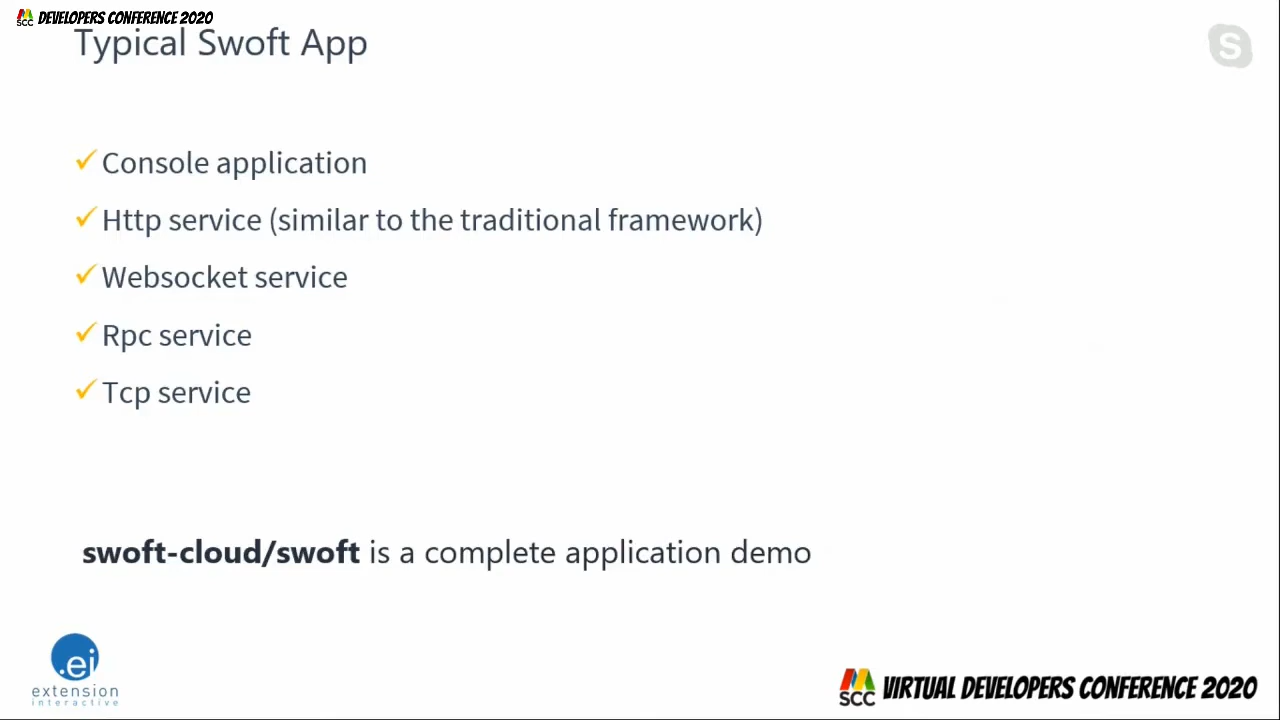 SCC DEVELOPERS CONFERENCE 2020
Typical Swoft App
S
Console application
Http service (similar to the traditional framework)
Websocket service
Rpc service
Tcp service
swoft-cloud/swoft is a complete application demo
.ei
extension
interactive
SCC VIRTUAL DEVELOPERS CONFERENCE 2020